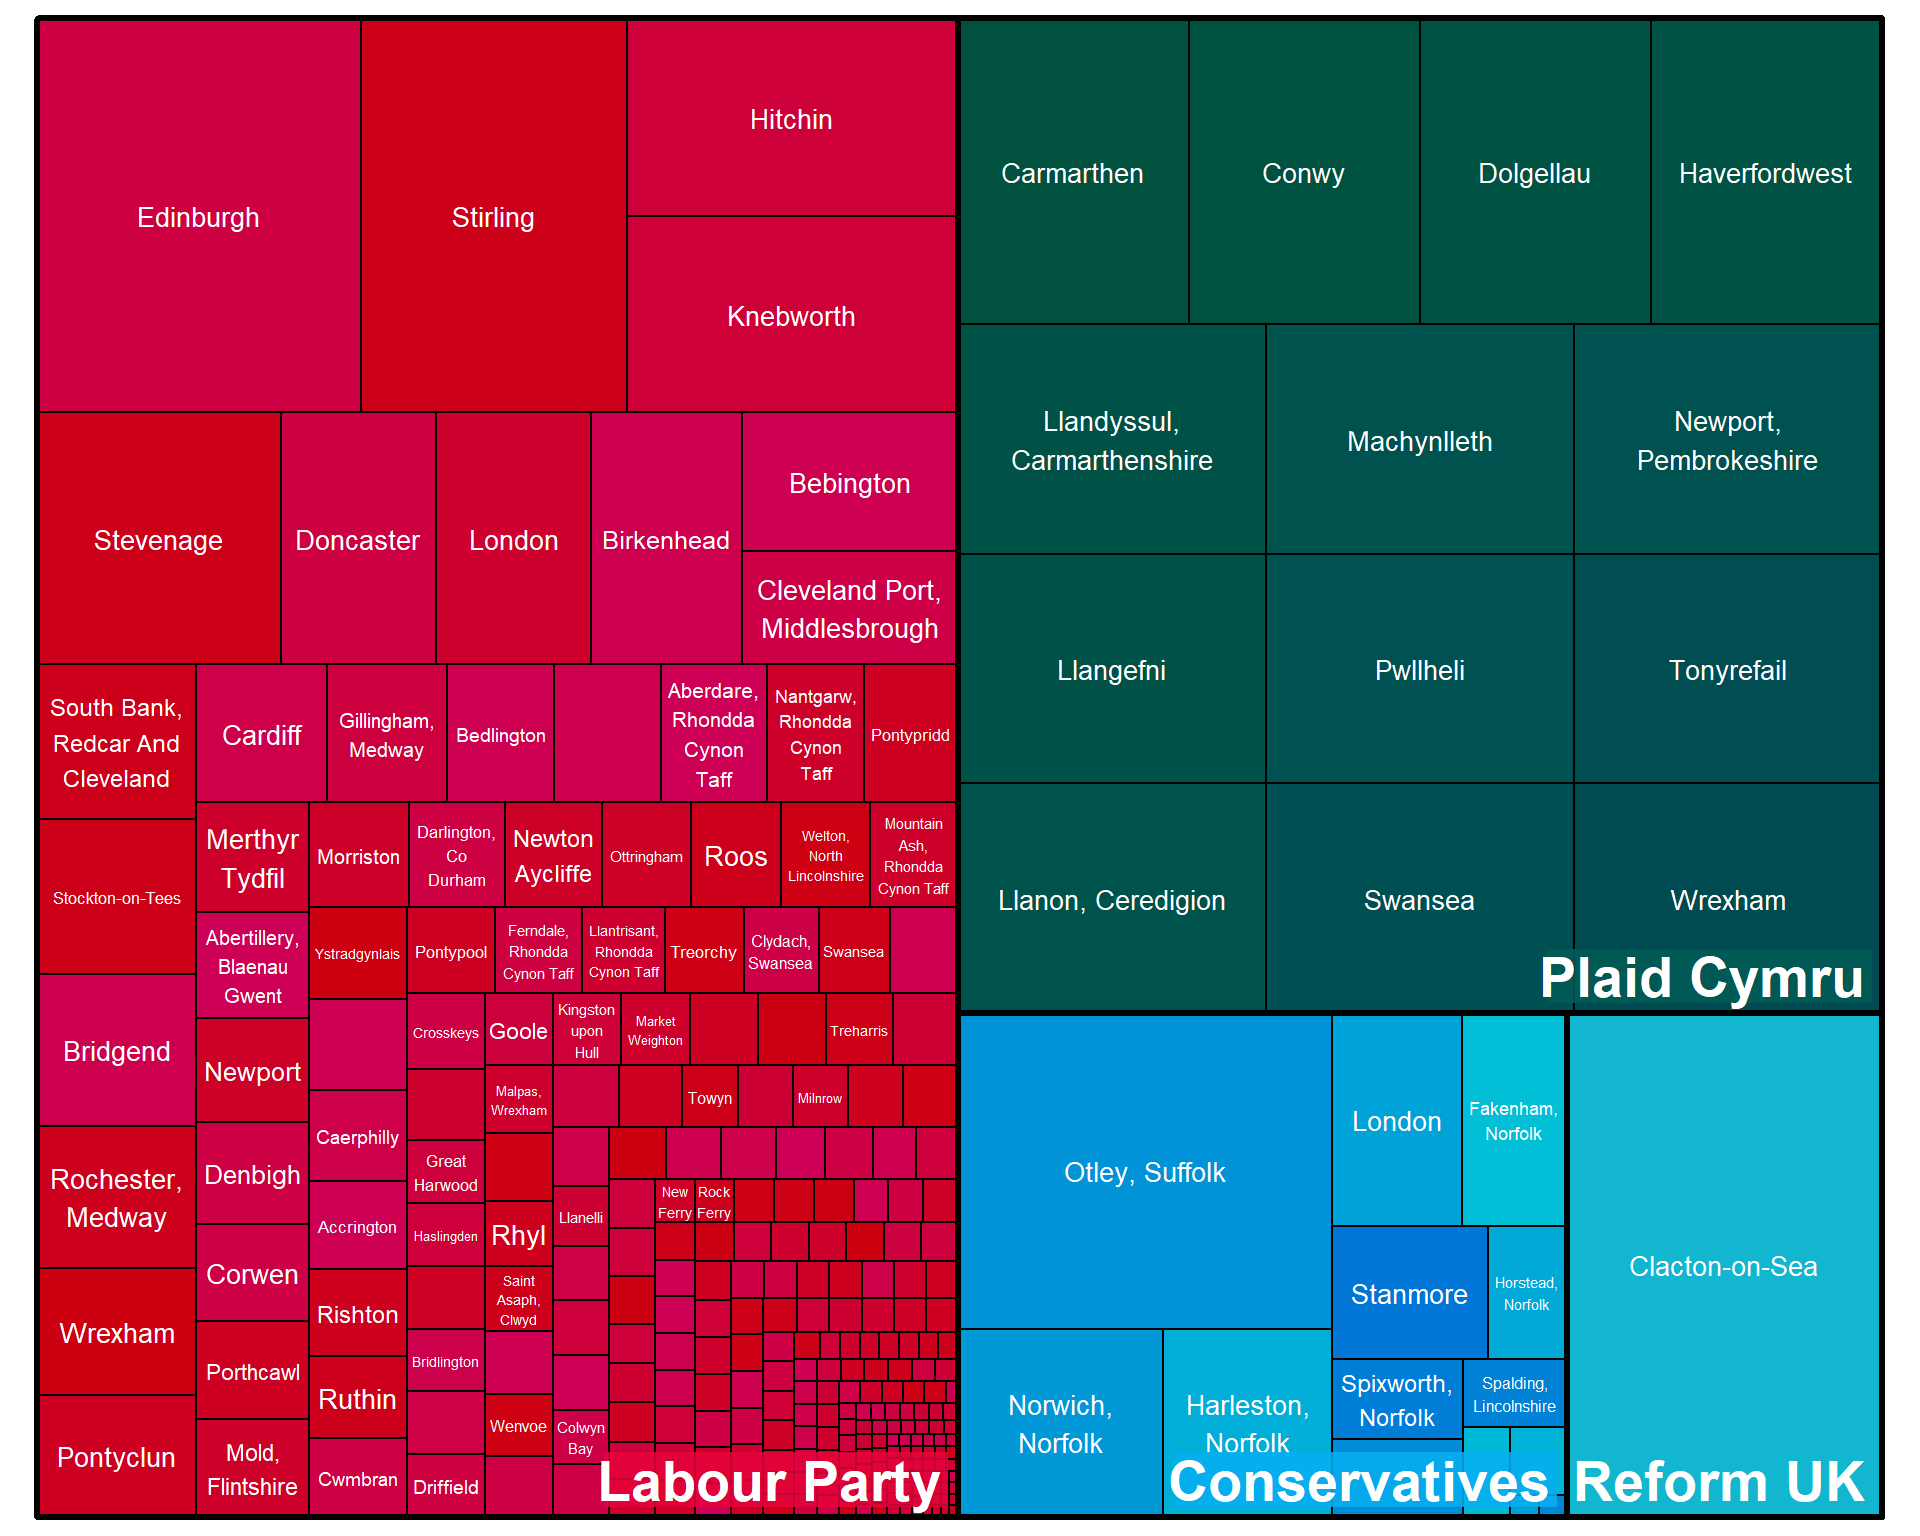 Edinburgh
Stirling
Hitchin
Knebworth
Stevenage
Doncaster
London
Birkenhead
Bebington
Cleveland Port,
Middlesbrough
South Bank,
Redcar And
Cleveland
Cardiff
Gillingham,
Medway
Bedlington
Aberdare,
Rhondda
Cynon
Taff
Nantgarw,
Rhondda
Cynon
Taff
Pontypridd
Stockton-on-Tees
Merthyr
Tydfil
Morriston
Darlington,
Co
Durham
Newton
Aycliffe
Ottringham
Roos
Welton,
North
Lincolnshire
Mountain
Ash,
Rhondda
Cynon Taff
Abertillery,
Blaenau
Gwent
Ystradgynlais
Pontypool
Ferndale,
Rhondda
Cynon Taff
Llantrisant,
Rhondda
Cynon Taff
Treorchy
Clydach,
Swansea
Swansea
Bridgend
Newport
Crosskeys
Goole
Kingston
upon
Hull
Market
Weighton
Treharris
Malpas,
Wrexham
Towyn
Milnrow
Rochester,
Medway
Denbigh
Caerphilly
Great
Harwood
Accrington
Haslingden
Rhyl
Llanelli
New
Ferry
Rock
Ferry
Wrexham
Corwen
Rishton
Saint
Asaph,
Clwyd
Porthcawl
Ruthin
Bridlington
Wenvoe
Colwyn
Bay
Pontyclun
Mold,
Flintshire
Cwmbran
Driffield
Labour Party
Carmarthen
Conwy
Dolgellau
Haverfordwest
Llandyssul,
Carmarthenshire
Machynlleth
Newport,
Pembrokeshire
Llangefni
Pwllheli
Tonyrefail
Llanon, Ceredigion
Swansea
Wrexham
Plaid Cymru
Otley, Suffolk
London
Fakenham,
Norfolk
Stanmore
Horstead,
Norfolk
Norwich,
Norfolk
Harleston,
Norfolk
Spixworth,
Norfolk
Spalding,
Lincolnshire
Conservatives
Clacton-on-Sea
Reform UK